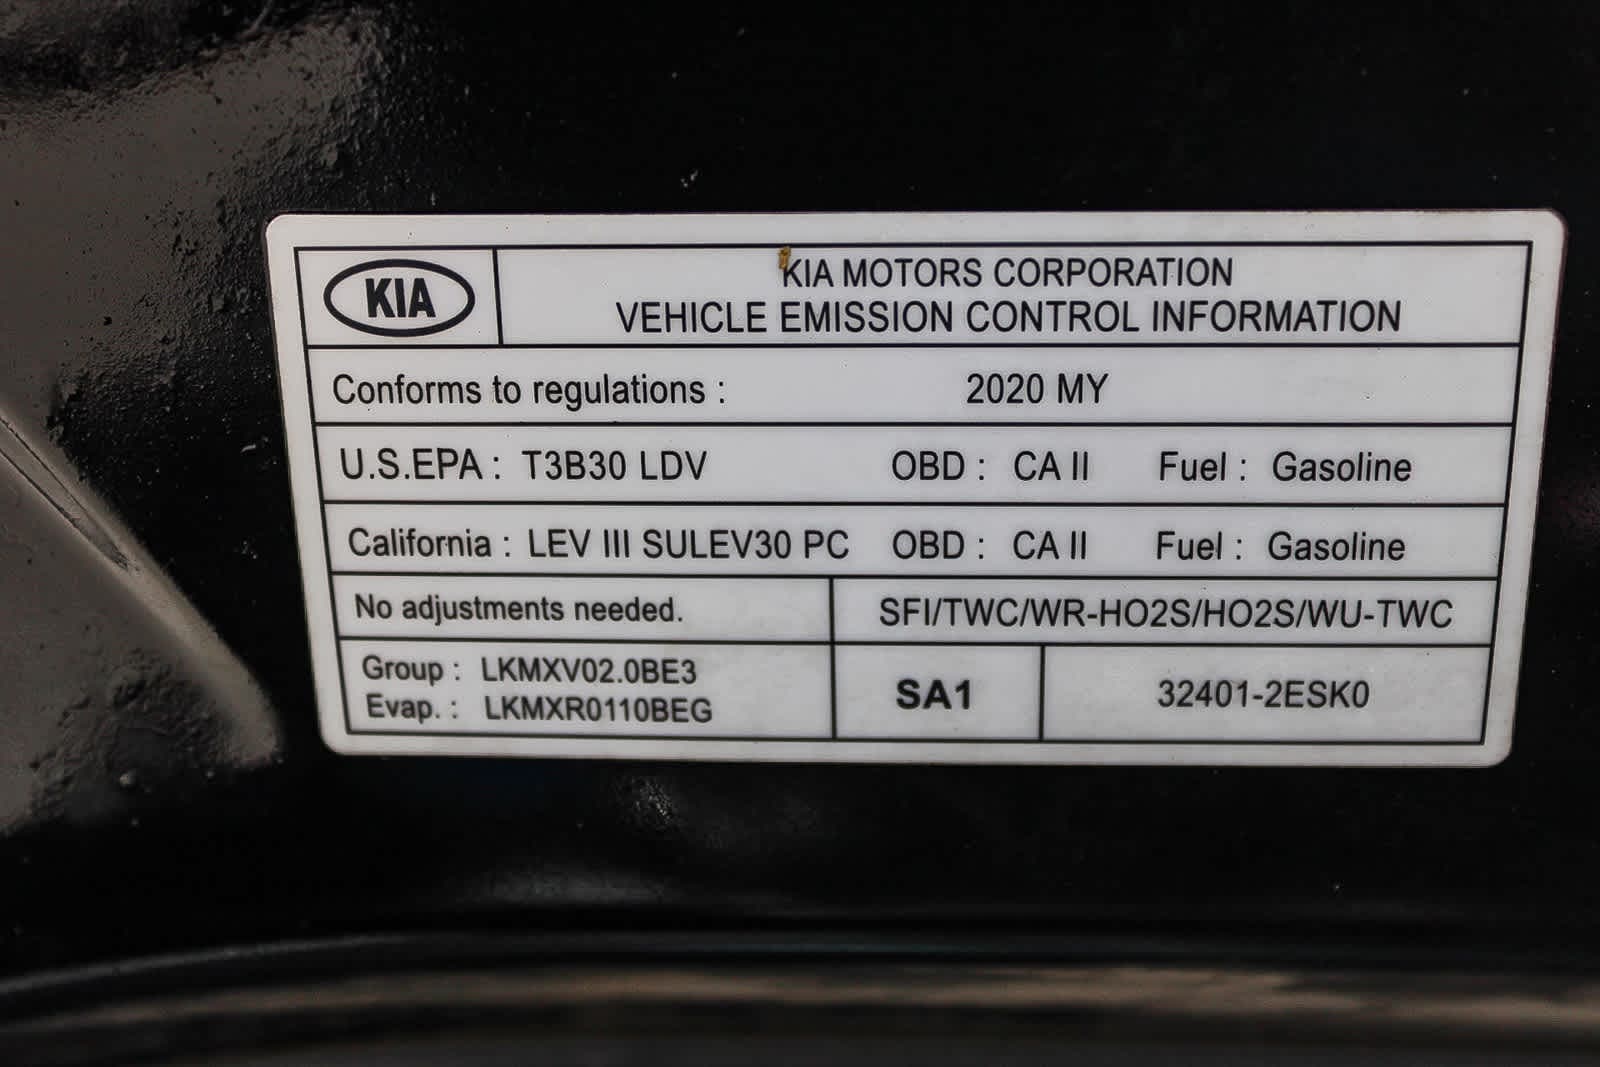 KIA
KIA MOTORS CORPORATION
VEHICLE EMISSION CONTROL INFORMATION
Conforms to regulations : 2020 MY
U.S.EPA : T3B30 LDV OBD : CA II Fuel : Gasoline
California : LEV III SULEV30 PC OBD : CA II Fuel : Gasoline
No adjustments needed. SFI/TWC/WR-HO2S/HO2S/WU-TWC
Group : LKMXV02.0BE3
Evap. : LKMXR0110BEG
SA1
32401-2ESK0